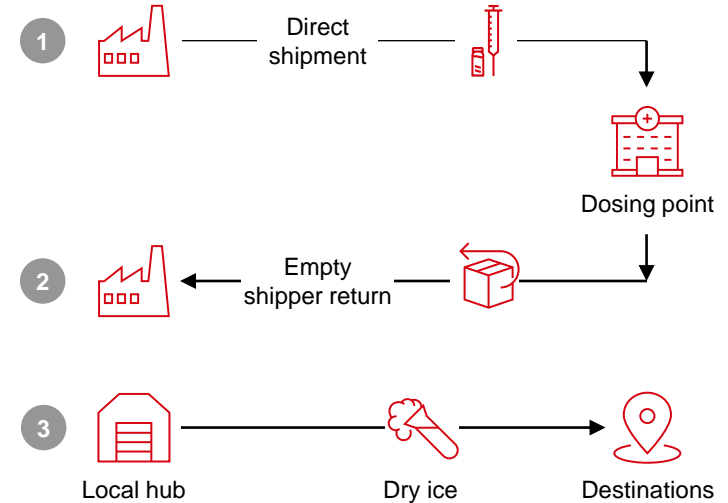 1
Direct
shipment
Dosing point
2
Empty
shipper return
3
Local hub
Dry ice
Destinations